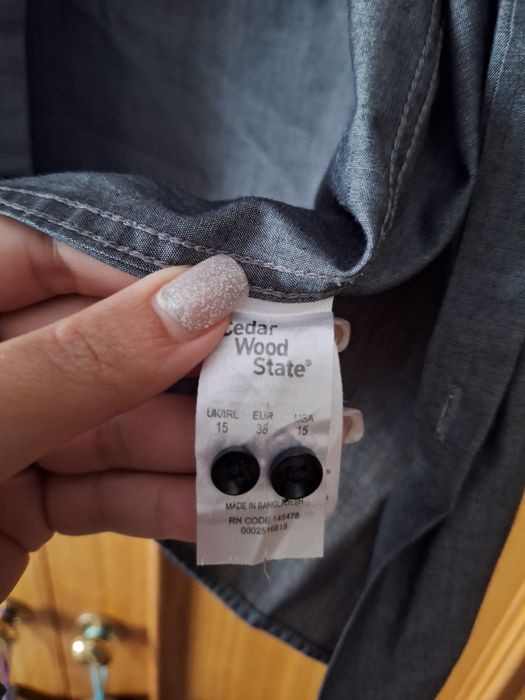 Cedar
Wood
State®
UK/IRL EUR USA
15 38 15
MADE IN BANGLADESH
RN CODE 145478